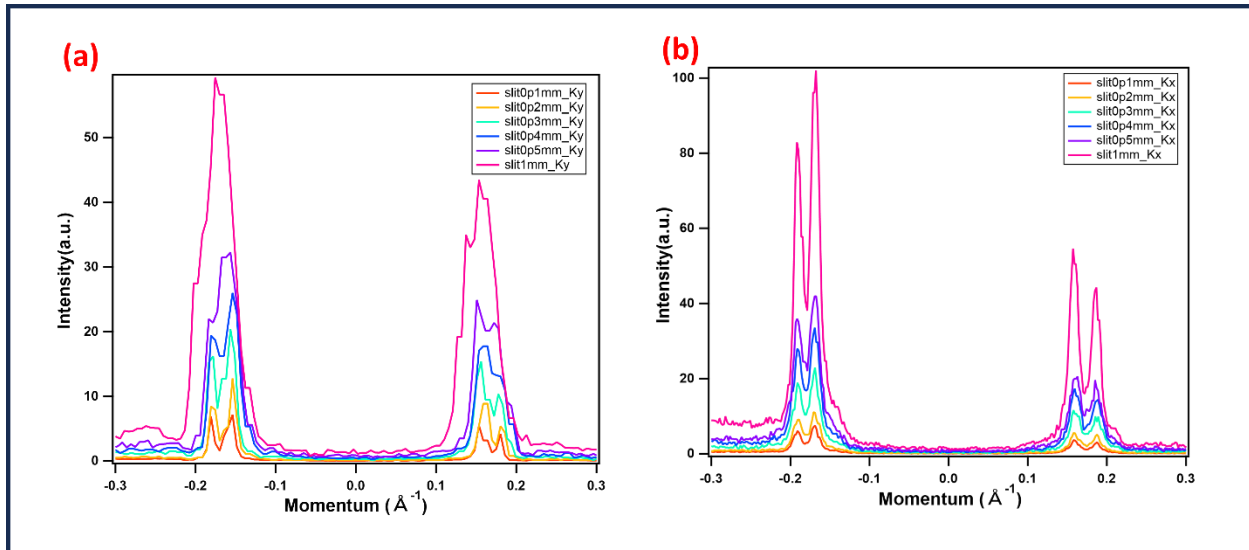 (a)
50
40
30
20
10
0
Intensity(a.u.)
slit0p1mm_Ky
slit0p2mm_Ky
slit0p3mm_Ky
slit0p4mm_Ky
slit0p5mm_Ky
slit1mm_Ky
-0.3 -0.2 -0.1 0.0 0.1 0.2 0.3
Momentum (Å⁻¹)
(b)
100
80
60
40
20
0
Intensity(a.u.)
slit0p1mm_Kx
slit0p2mm_Kx
slit0p3mm_Kx
slit0p4mm_Kx
slit0p5mm_Kx
slit1mm_Kx
-0.3 -0.2 -0.1 0.0 0.1 0.2 0.3
Momentum (Å⁻¹)